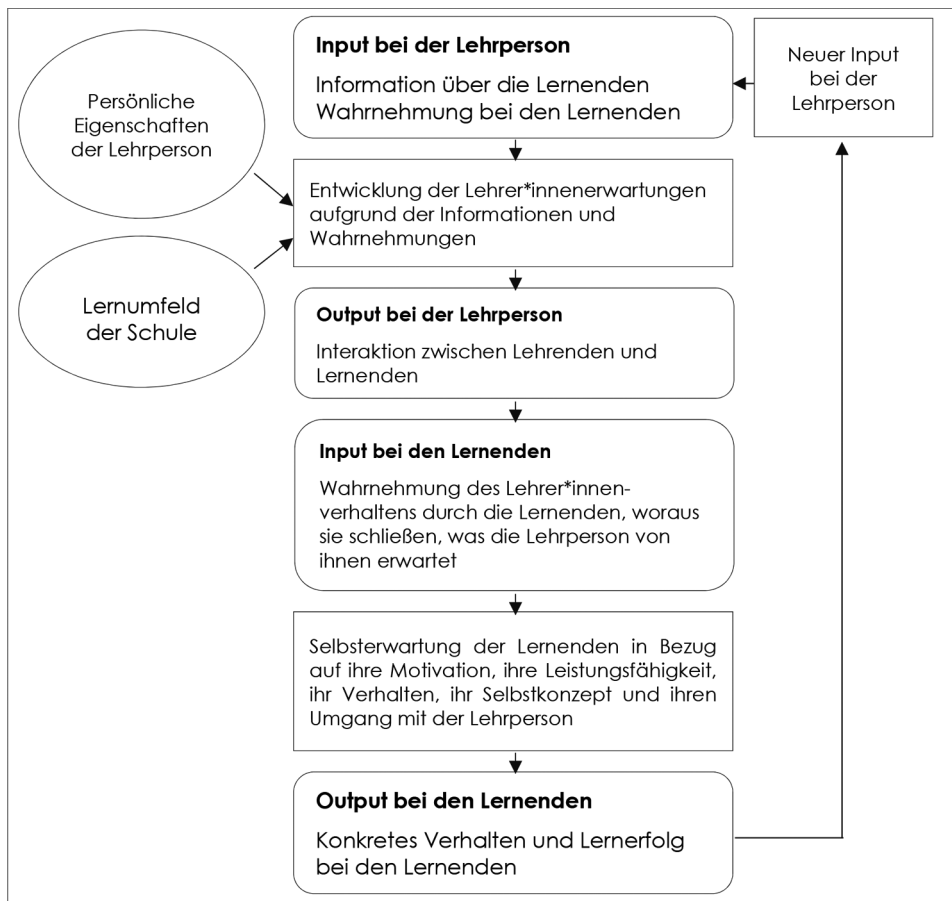 Input bei der Lehrperson
Information über die Lernenden
Wahrnehmung bei den Lernenden
Neuer Input
bei der
Lehrperson
Persönliche
Eigenschaften
der Lehrperson
Entwicklung der Lehrer*innenerwartungen
aufgrund der Informationen und
Wahrnehmungen
Lernumfeld
der Schule
Output bei der Lehrperson
Interaktion zwischen Lehrenden und
Lernenden
Input bei den Lernenden
Wahrnehmung des Lehrer*innen-
verhaltens durch die Lernenden, woraus
sie schließen, was die Lehrperson von
ihnen erwartet
Selbsterwartung der Lernenden in Bezug
auf ihre Motivation, ihre Leistungsfähigkeit,
ihr Verhalten, ihr Selbstkonzept und ihren
Umgang mit der Lehrperson
Output bei den Lernenden
Konkretes Verhalten und Lernerfolg
bei den Lernenden